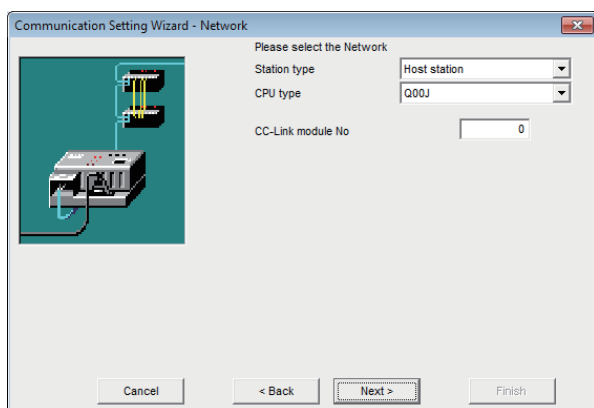 Communication Setting Wizard - Network
Please select the Network
Station type Host station
CPU type Q00J
CC-Link module No 0
Cancel < Back Next > Finish